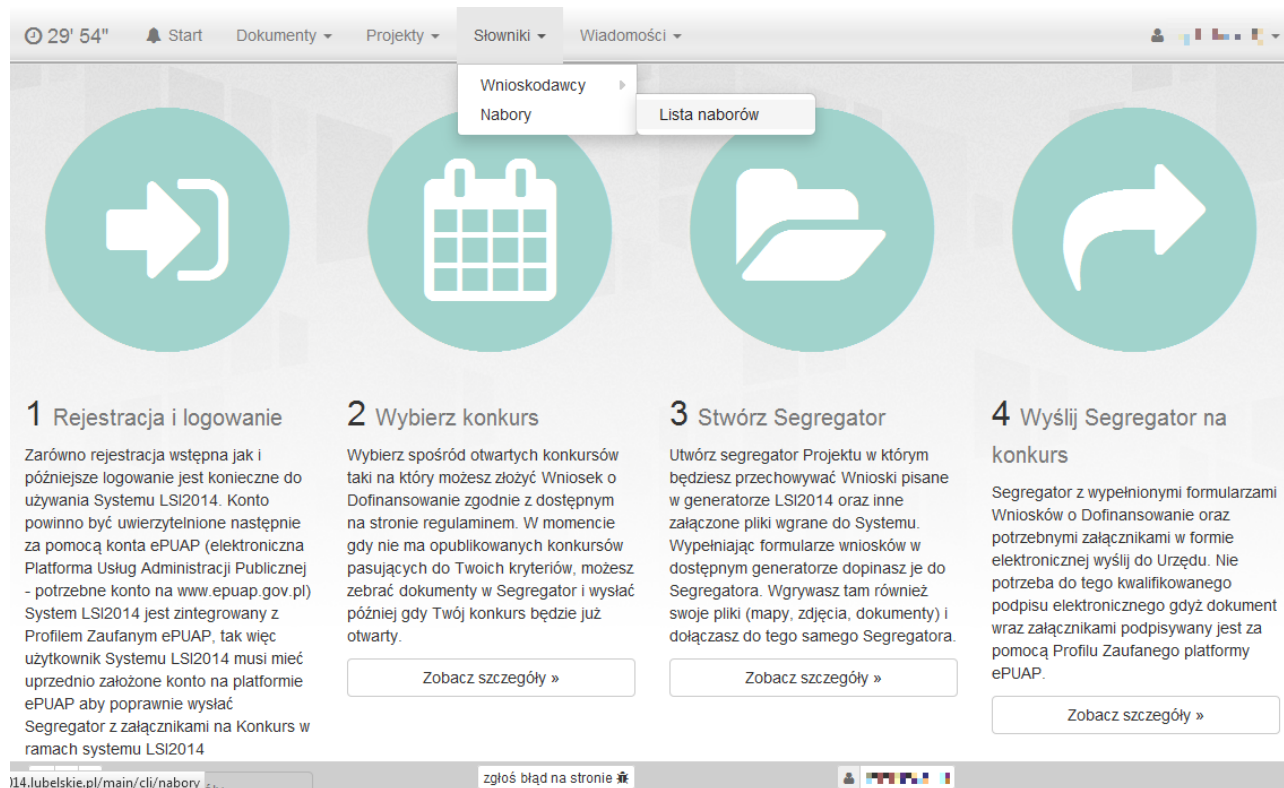 29' 54"
Start
Dokumenty
Projekty
Słowniki
Wiadomości
Wnioskodawcy
Nabory
Lista naborów
1 Rejestracja i logowanie
Zarówno rejestracja wstępna jak i
późniejsze logowanie jest konieczne do
używania Systemu LSI2014. Konto
powinno być uwierzytelnione następnie
za pomocą konta ePUAP (elektroniczna
Platforma Usług Administracji Publicznej
- potrzebne konto na www.epuap.gov.pl)
System LSI2014 jest zintegrowany z
Profilem Zaufanym ePUAP, tak więc
użytkownik Systemu LSI2014 musi mieć
uprzednio założone konto na platformie
ePUAP aby poprawnie wysłać
Segregator z załącznikami na Konkurs w
ramach systemu LSI2014
2 Wybierz konkurs
Wybierz spośród otwartych konkursów
taki na który możesz złożyć Wniosek o
Dofinansowanie zgodnie z dostępnym
na stronie regulaminem. W momencie
gdy nie ma opublikowanych konkursów
pasujących do Twoich kryteriów, możesz
zebrać dokumenty w Segregator i wysłać
później gdy Twój konkurs będzie już
otwarty.
Zobacz szczegóły »
3 Stwórz Segregator
Utwórz segregator Projektu w którym
będziesz przechowywać Wnioski pisane
w generatorze LSI2014 oraz inne
załączone pliki wgrane do Systemu.
Wypełniając formularze wniosków w
dostępnym generatorze dopinasz je do
Segregatora. Wgrywasz tam również
swoje pliki (mapy, zdjęcia, dokumenty) i
dołączasz do tego samego Segregatora.
Zobacz szczegóły »
4 Wyślij Segregator na
konkurs
Segregator z wypełnionymi formularzami
Wniosków o Dofinansowanie oraz
potrzebnymi załącznikami w formie
elektronicznej wyślij do Urzędu. Nie
potrzeba do tego kwalifikowanego
podpisu elektronicznego gdyż dokument
wraz załącznikami podpisywany jest za
pomocą Profilu Zaufanego platformy
ePUAP.
Zobacz szczegóły »
014.lubelskie.pl/main/cli/nabory
zgłoś błąd na stronie